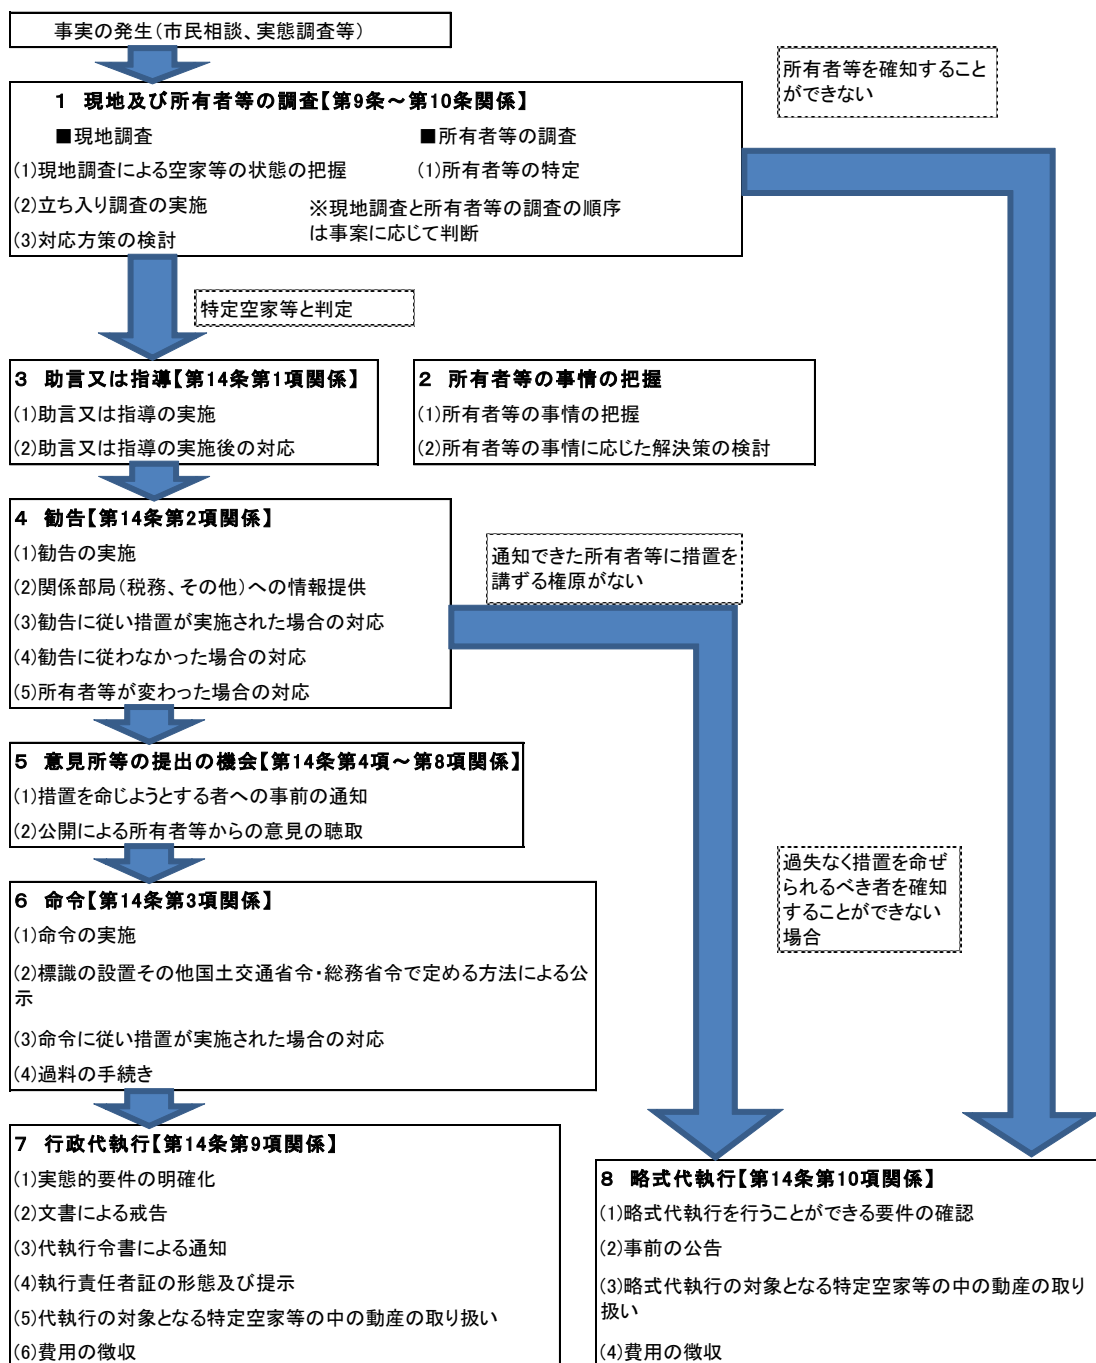 事実の発生（市民相談、実態調査等）
所有者等を確知すること
ができない
１　現地及び所有者等の調査【第9条～第10条関係】
■現地調査
■所有者等の調査
(1)現地調査による空家等の状態の把握
(1)所有者等の特定
(2)立ち入り調査の実施
※現地調査と所有者等の調査の順序
は事案に応じて判断
(3)対応方策の検討
特定空家等と判定
３　助言又は指導【第14条第1項関係】
(1)助言又は指導の実施
(2)助言又は指導の実施後の対応
２　所有者等の事情の把握
(1)所有者等の事情の把握
(2)所有者等の事情に応じた解決策の検討
４　勧告【第14条第2項関係】
(1)勧告の実施
(2)関係部局（税務、その他）への情報提供
(3)勧告に従い措置が実施された場合の対応
(4)勧告に従わなかった場合の対応
(5)所有者等が変わった場合の対応
通知できた所有者等に措置を
講ずる権原がない
５　意見所等の提出の機会【第14条第4項～第8項関係】
(1)措置を命じようとする者への事前の通知
(2)公開による所有者等からの意見の聴取
過失なく措置を命ぜ
られるべき者を確知
することができない
場合
６　命令【第14条第3項関係】
(1)命令の実施
(2)標識の設置その他国土交通省令・総務省令で定める方法による公
示
(3)命令に従い措置が実施された場合の対応
(4)過料の手続き
７　行政代執行【第14条第9項関係】
(1)実態的要件の明確化
(2)文書による戒告
(3)代執行令書による通知
(4)執行責任者証の形態及び提示
(5)代執行の対象となる特定空家等の中の動産の取り扱い
(6)費用の徴収
８　略式代執行【第14条第10項関係】
(1)略式代執行を行うことができる要件の確認
(2)事前の公告
(3)略式代執行の対象となる特定空家等の中の動産の取り
扱い
(4)費用の徴収